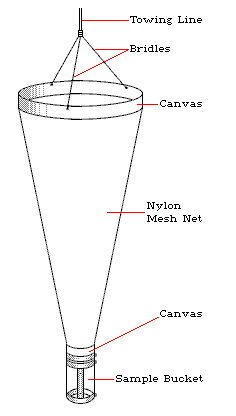 Towing Line
Bridles
Canvas
Nylon
Mesh Net
Canvas
Sample Bucket